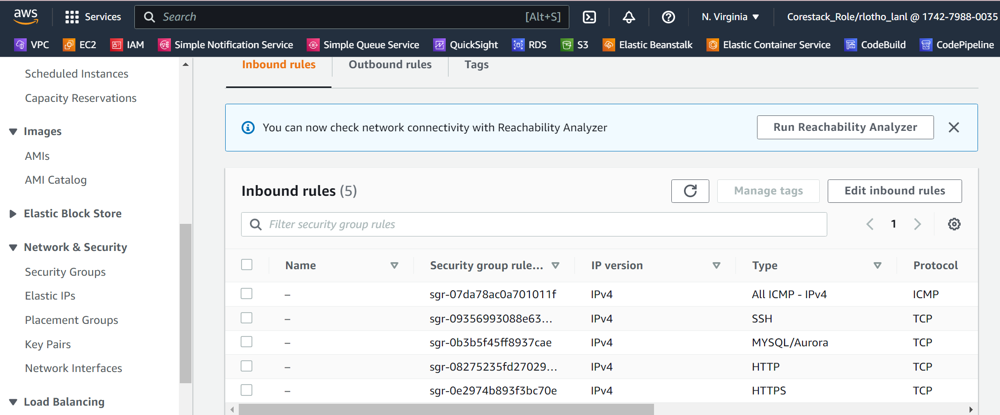 aws Services Search [Alt+S] N. Virginia Corestack_Role/rlotho_lanl @ 1742-7988-0035
VPC EC2 IAM Simple Notification Service Simple Queue Service QuickSight RDS S3 Elastic Beanstalk Elastic Container Service CodeBuild CodePipeline
Scheduled Instances
Capacity Reservations
Images
AMIs
AMI Catalog
Elastic Block Store
Network & Security
Security Groups
Elastic IPs
Placement Groups
Key Pairs
Network Interfaces
Load Balancing
Inbound rules Outbound rules Tags
You can now check network connectivity with Reachability Analyzer Run Reachability Analyzer
Inbound rules (5) Manage tags Edit inbound rules
Filter security group rules 1
Name Security group rule... IP version Type Protocol
– sgr-07da78ac0a701011f IPv4 All ICMP - IPv4 ICMP
– sgr-09356993088e63... IPv4 SSH TCP
– sgr-0b3b5f45ff8937cae IPv4 MYSQL/Aurora TCP
– sgr-08275235fd27029... IPv4 HTTP TCP
– sgr-0e2974b893f3bc70e IPv4 HTTPS TCP